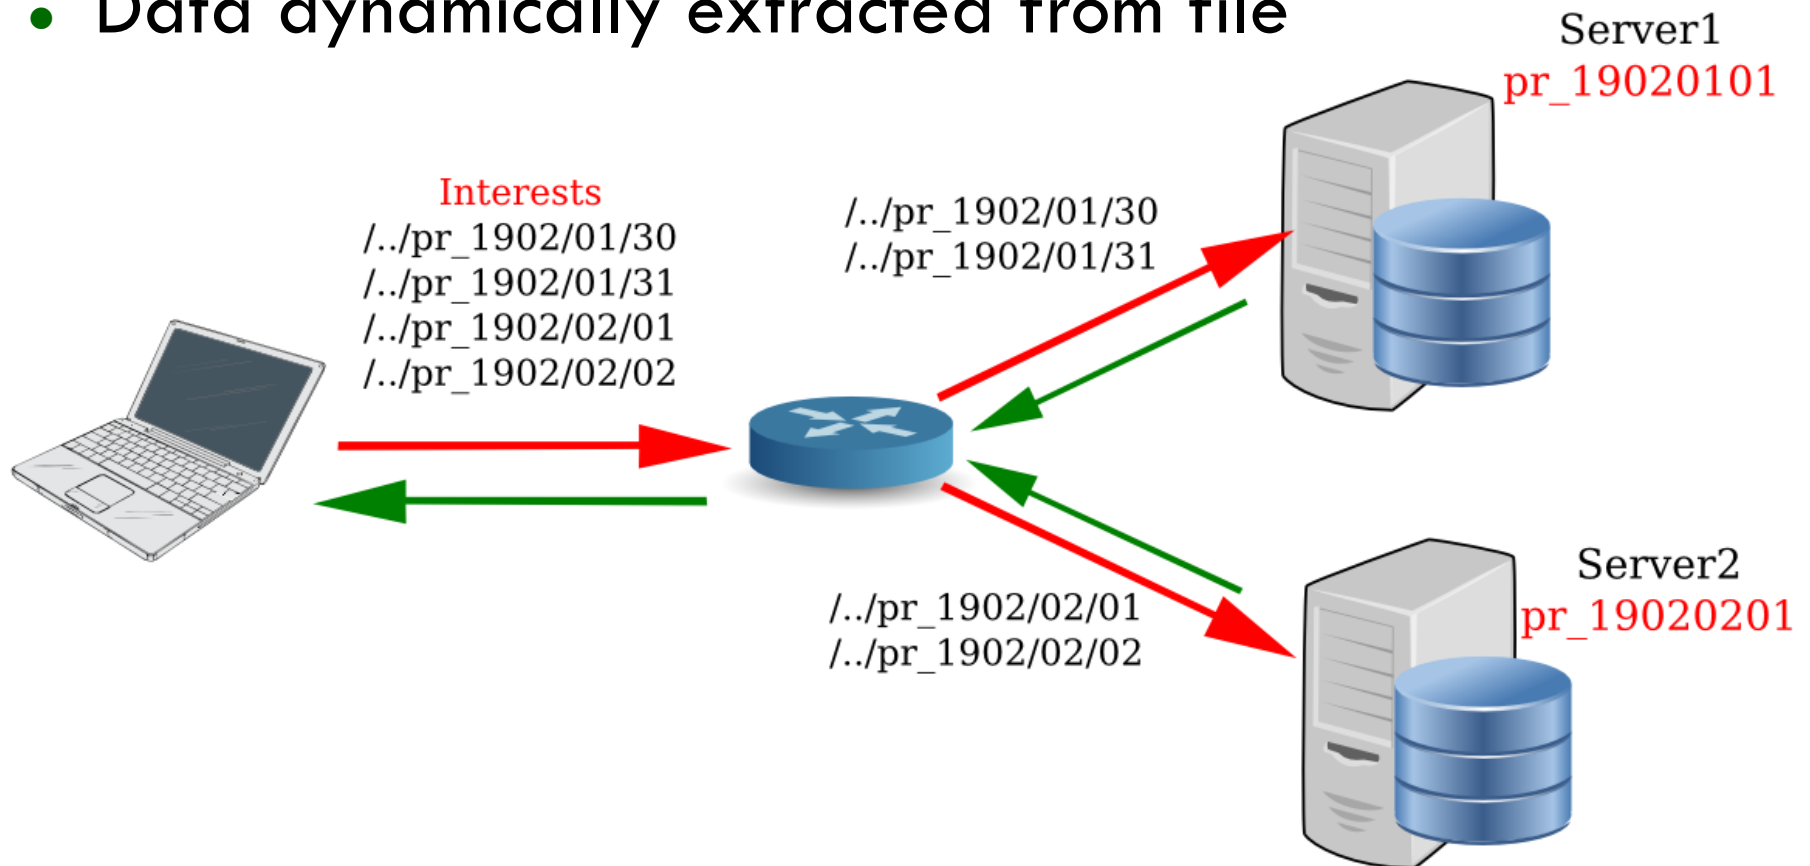 • Data dynamically extracted from file
Server1
pr_19020101
Interests
/../pr_1902/01/30
/../pr_1902/01/31
/../pr_1902/02/01
/../pr_1902/02/02
/../pr_1902/01/30
/../pr_1902/01/31
Server2
pr_19020201
/../pr_1902/02/01
/../pr_1902/02/02